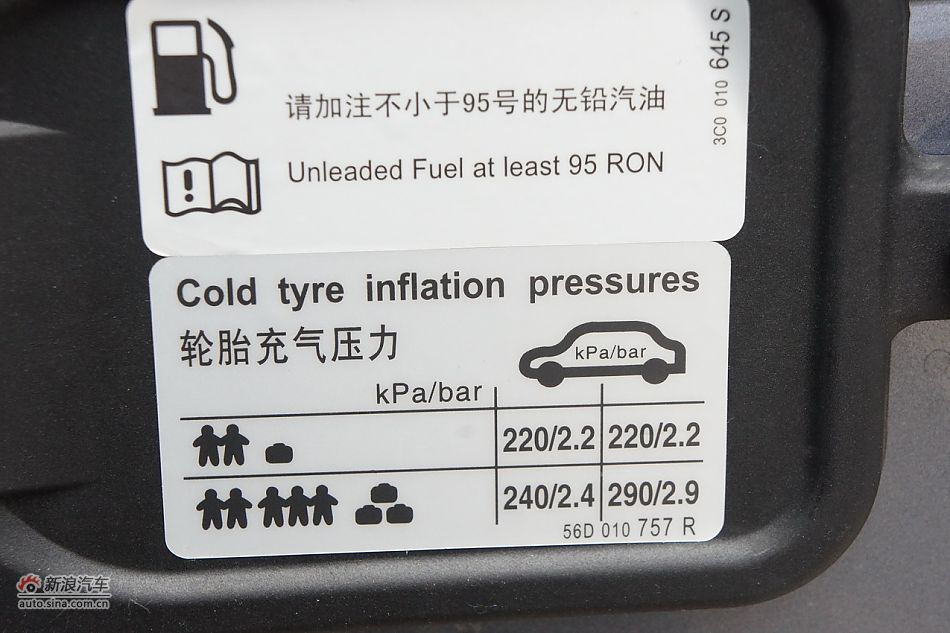 请加注不小于95号的无铅汽油
Unleaded Fuel at least 95 RON
3C0 010 645 S
Cold tyre inflation pressures
轮胎充气压力
kPa/bar
kPa/bar
220/2.2 220/2.2
240/2.4 290/2.9
56D 010 757 R
新浪汽车
auto.sina.com.cn